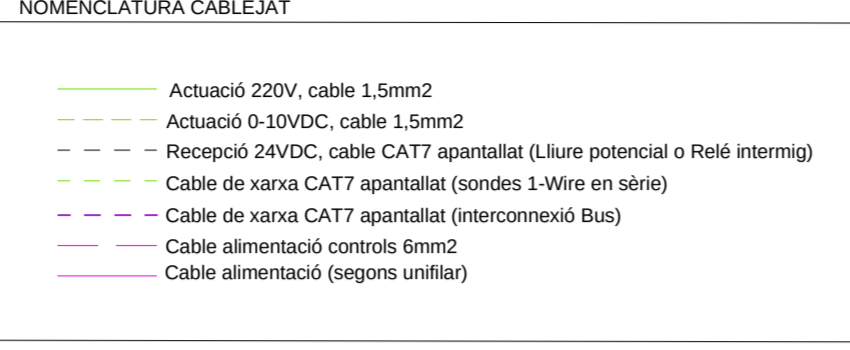 NOMENCLATURA CABLEJAT
Actuació 220V, cable 1,5mm2
Actuació 0-10VDC, cable 1,5mm2
Recepció 24VDC, cable CAT7 apantallat (Lliure potencial o Relé intermig)
Cable de xarxa CAT7 apantallat (sondes 1-Wire en sèrie)
Cable de xarxa CAT7 apantallat (interconnexió Bus)
Cable alimentació controls 6mm2
Cable alimentació (segons unifilar)